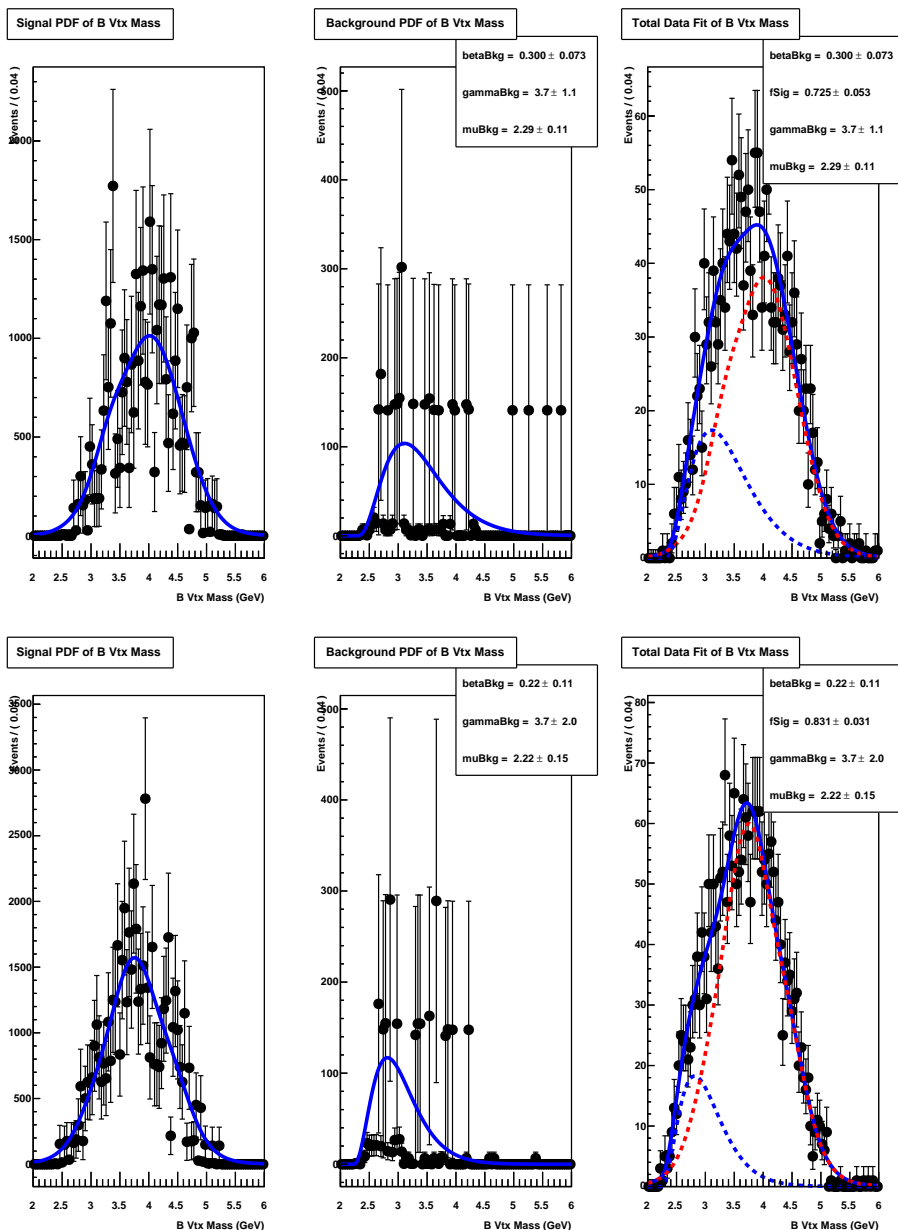 Signal PDF of B Vtx Mass
Events / ( 0.04 )
2000
1500
1000
500
0
2 2.5 3 3.5 4 4.5 5 5.5 6
B Vtx Mass (GeV)
Background PDF of B Vtx Mass
betaBkg = 0.300 ± 0.073
gammaBkg = 3.7 ± 1.1
muBkg = 2.29 ± 0.11
Events / ( 0.04 )
500
400
300
200
100
0
2 2.5 3 3.5 4 4.5 5 5.5 6
B Vtx Mass (GeV)
Total Data Fit of B Vtx Mass
betaBkg = 0.300 ± 0.073
fSig = 0.725 ± 0.053
gammaBkg = 3.7 ± 1.1
muBkg = 2.29 ± 0.11
Events / ( 0.04 )
60
50
40
30
20
10
0
2 2.5 3 3.5 4 4.5 5 5.5 6
B Vtx Mass (GeV)
Signal PDF of B Vtx Mass
Events / ( 0.04 )
3500
3000
2500
2000
1500
1000
500
0
2 2.5 3 3.5 4 4.5 5 5.5 6
B Vtx Mass (GeV)
Background PDF of B Vtx Mass
betaBkg = 0.22 ± 0.11
gammaBkg = 3.7 ± 2.0
muBkg = 2.22 ± 0.15
Events / ( 0.04 )
500
400
300
200
100
0
2 2.5 3 3.5 4 4.5 5 5.5 6
B Vtx Mass (GeV)
Total Data Fit of B Vtx Mass
betaBkg = 0.22 ± 0.11
fSig = 0.831 ± 0.031
gammaBkg = 3.7 ± 2.0
muBkg = 2.22 ± 0.15
Events / ( 0.04 )
80
70
60
50
40
30
20
10
0
2 2.5 3 3.5 4 4.5 5 5.5 6
B Vtx Mass (GeV)